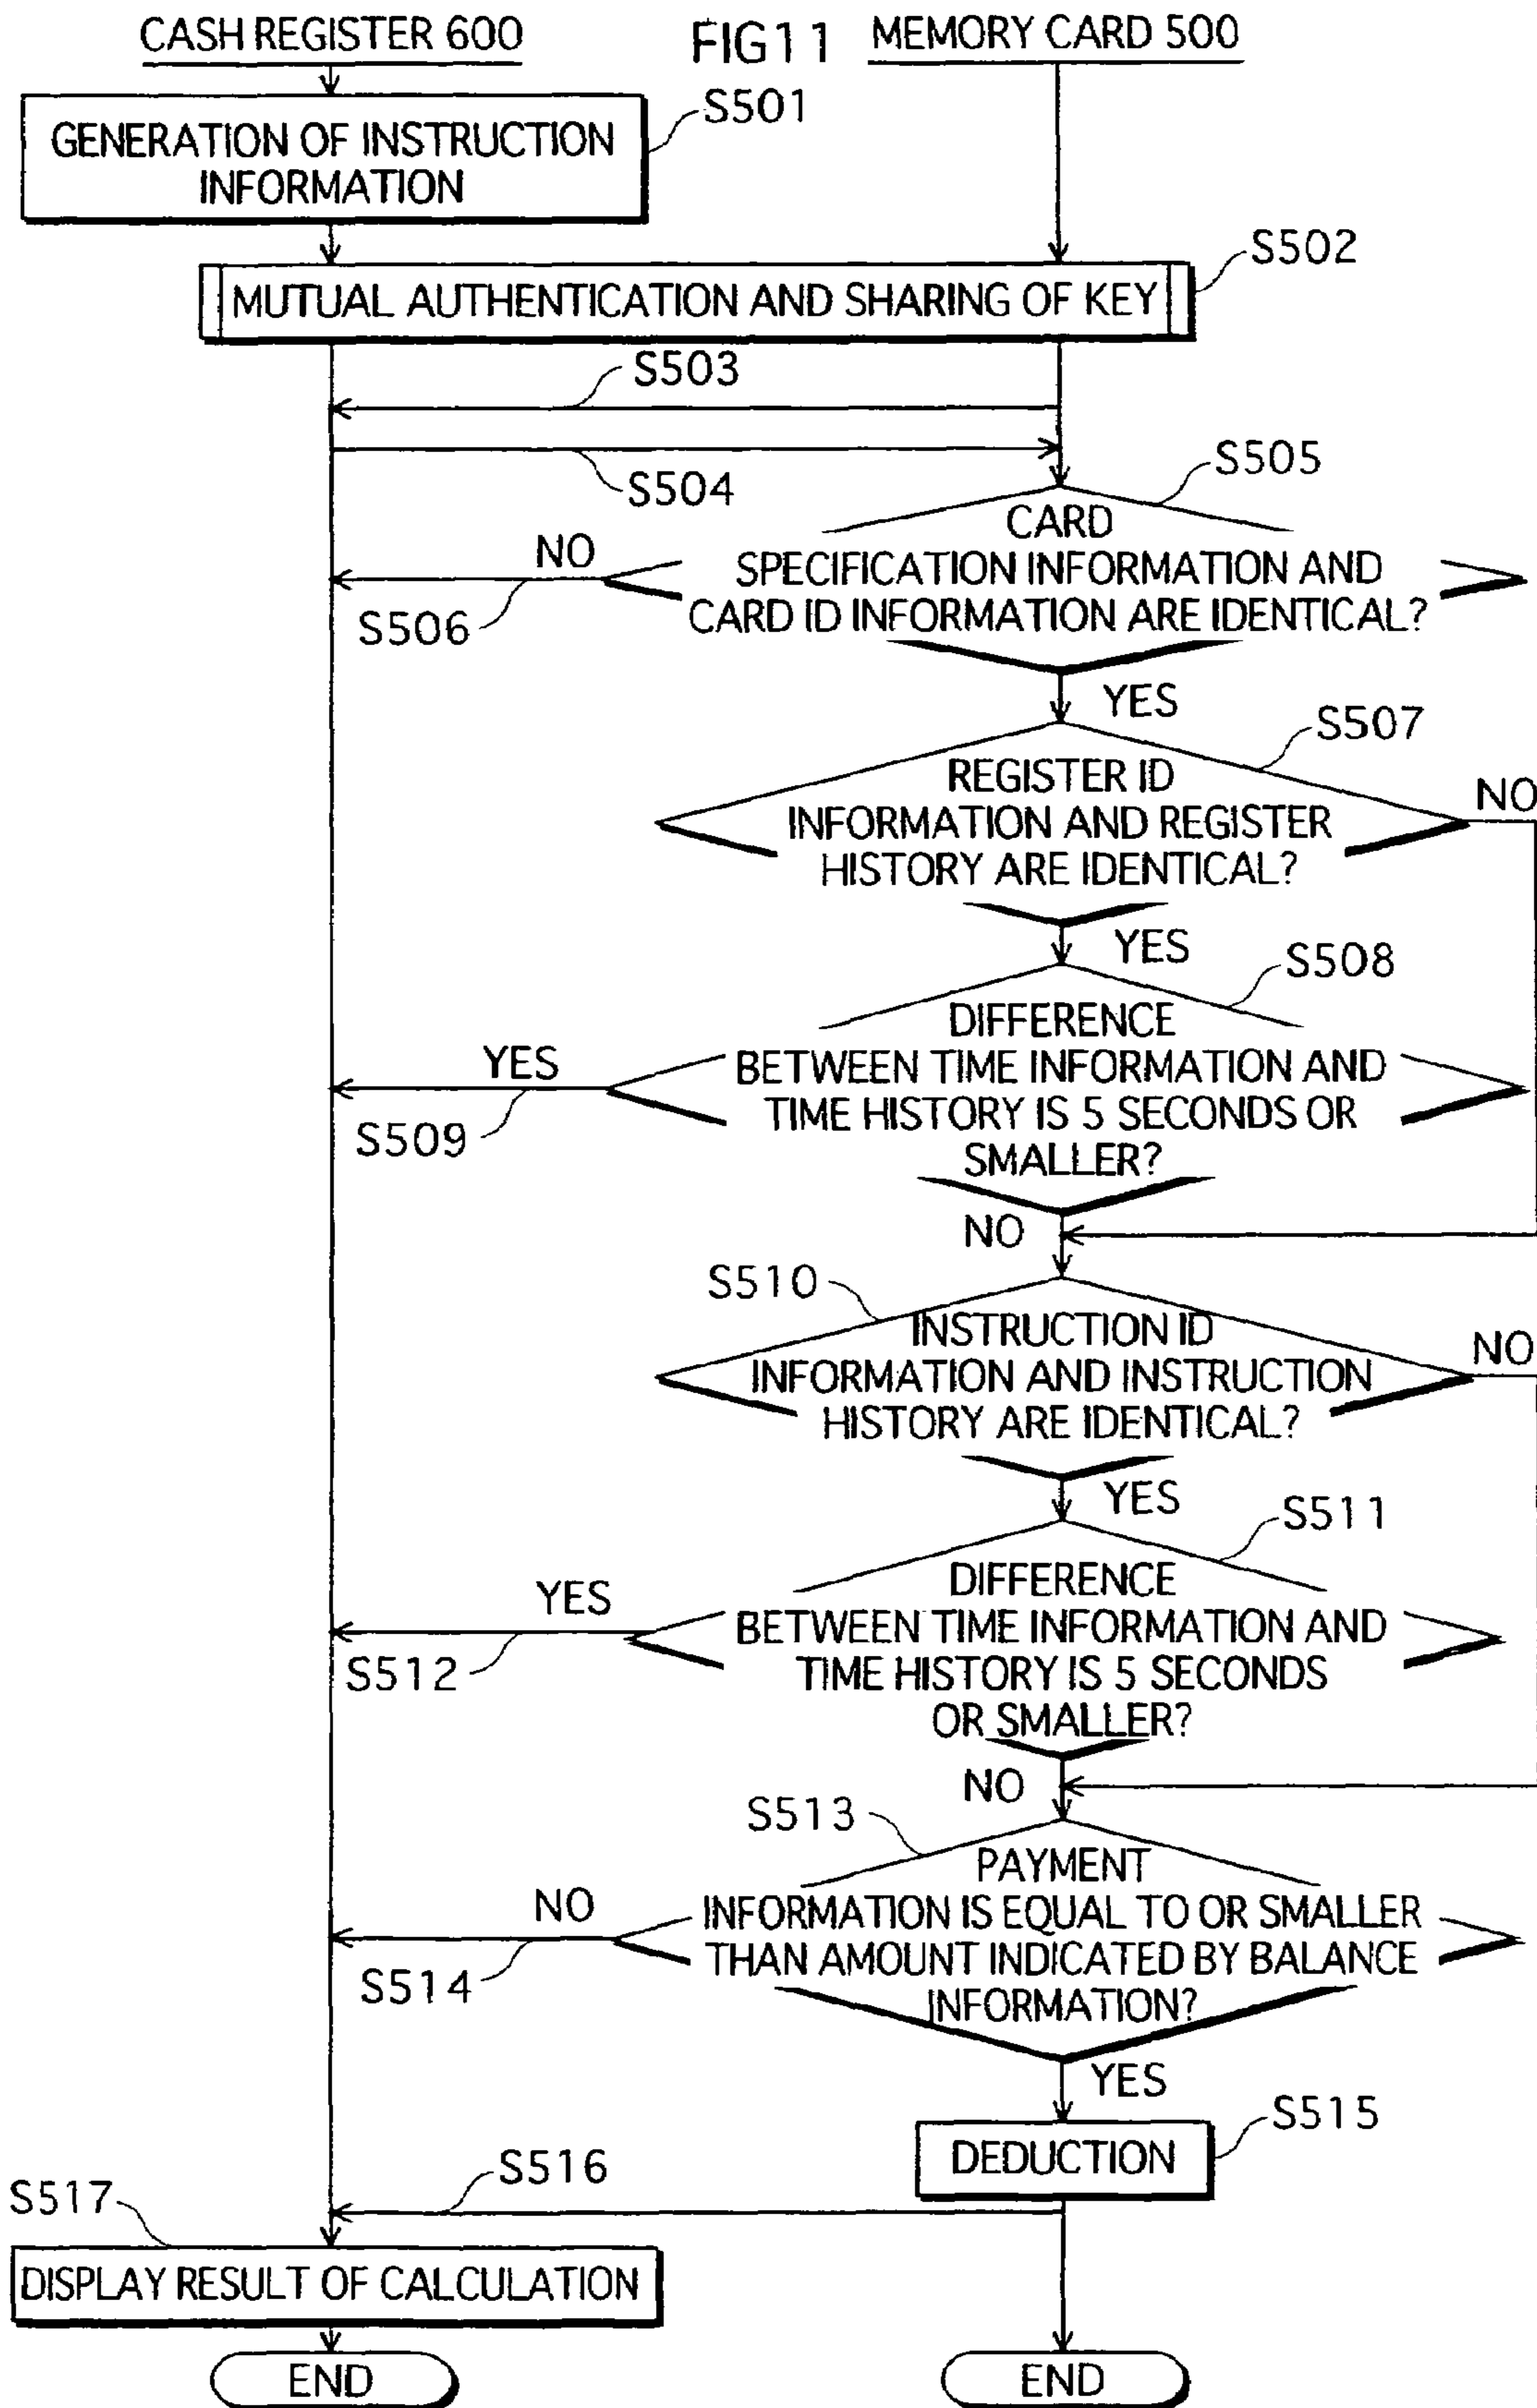 CASH REGISTER 600
FIG11
MEMORY CARD 500
S501
GENERATION OF INSTRUCTION
INFORMATION
S502
MUTUAL AUTHENTICATION AND SHARING OF KEY
S503
S504
S505
CARD
SPECIFICATION INFORMATION AND
CARD ID INFORMATION ARE IDENTICAL?
NO
S506
YES
S507
REGISTER ID
INFORMATION AND REGISTER
HISTORY ARE IDENTICAL?
NO
YES
S508
DIFFERENCE
BETWEEN TIME INFORMATION AND
TIME HISTORY IS 5 SECONDS OR
SMALLER?
YES
S509
NO
S510
INSTRUCTION ID
INFORMATION AND INSTRUCTION
HISTORY ARE IDENTICAL?
NO
YES
S511
DIFFERENCE
BETWEEN TIME INFORMATION AND
TIME HISTORY IS 5 SECONDS
OR SMALLER?
YES
S512
NO
S513
PAYMENT
INFORMATION IS EQUAL TO OR SMALLER
THAN AMOUNT INDICATED BY BALANCE
INFORMATION?
NO
S514
YES
S515
DEDUCTION
S516
S517
DISPLAY RESULT OF CALCULATION
END
END